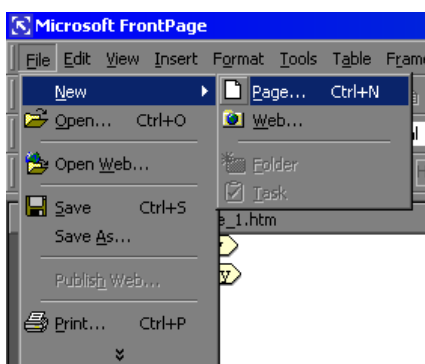 Microsoft FrontPage
File Edit View Insert Format Tools Table Frame
New
Page... Ctrl+N
Open... Ctrl+O
Web...
Open Web...
Folder
Task
Save Ctrl+S
e_1.htm
Save As...
Publish Web...
Print... Ctrl+P